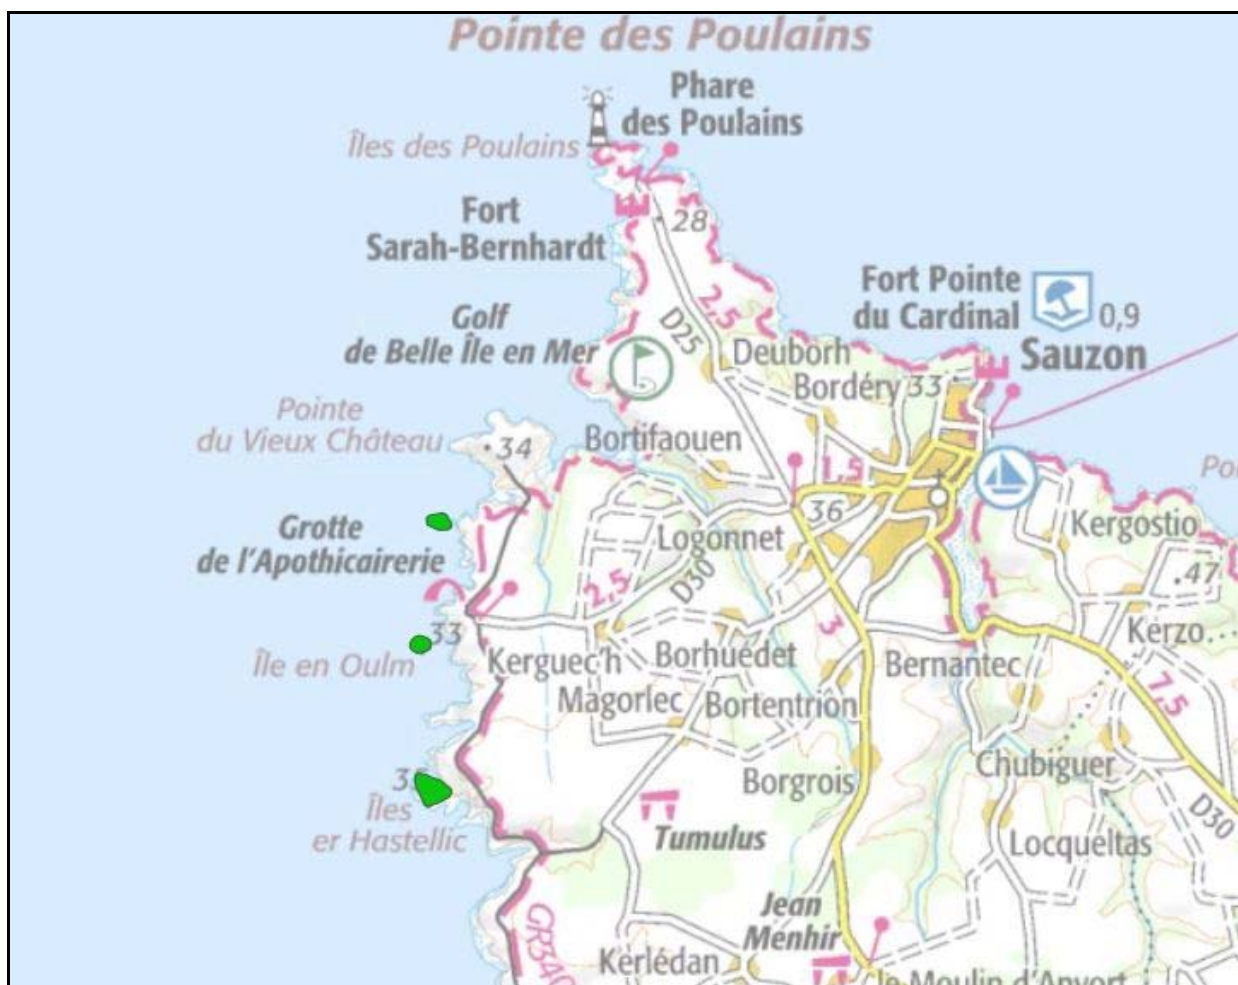 Pointe des Poulains
Phare
des Poulains
Îles des Poulains
Fort
Sarah-Bernhardt
28
Fort Pointe
du Cardinal
0,9
Sauzon
2,5
D25
Golf
de Belle Île en Mer
Deuborh
Bordéry
33
Pointe
du Vieux Château
34
Bortifaouen
1,5
36
Grotte
de l'Apothicairerie
Logonnet
Kergostio
2,5
D30
47
33
3
Île en Oulm
Kerguec'h
Borhuédet
Bernantec
Kerzo
Magorlec
Bortentrion
7,5
Borgrois
Chubiguer
Îles
er Hastellic
Tumulus
D30
Locqueltas
Jean
Menhir
GR340
Kerlédan
le Moulin d'Anvort